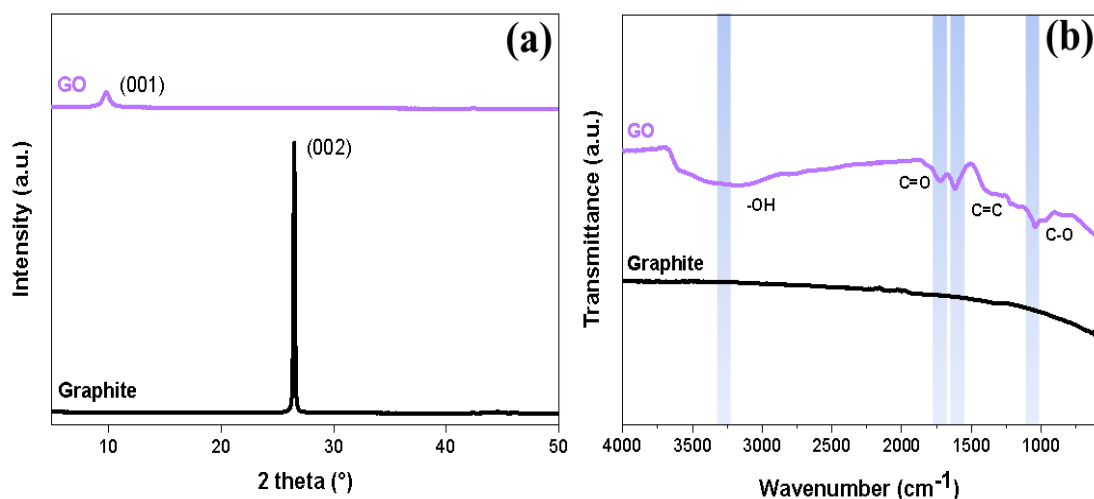 (a)
GO
(001)
(002)
Graphite
Intensity (a.u.)
10
20
30
40
50
2 theta (°)
(b)
GO
C=O
-OH
C=C
C-O
Graphite
Transmittance (a.u.)
4000
3500
3000
2500
2000
1500
1000
Wavenumber (cm⁻¹)